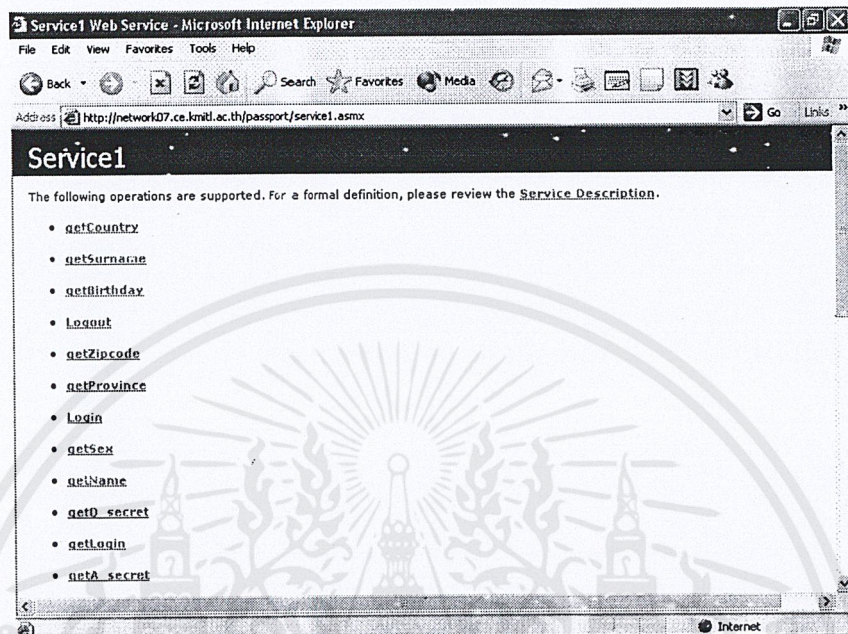 Service1 Web Service - Microsoft Internet Explorer
File Edit View Favorites Tools Help
Back Search Favorites Media
Address http://network07.ce.kmitl.ac.th/passport/service1.asmx Go Links »
Service1
The following operations are supported. For a formal definition, please review the Service Description.
• getCountry
• getSurname
• getBirthday
• Logout
• getZipcode
• getProvince
• Login
• getSex
• getName
• getQ_secret
• getLogin
• getA_secret
Internet